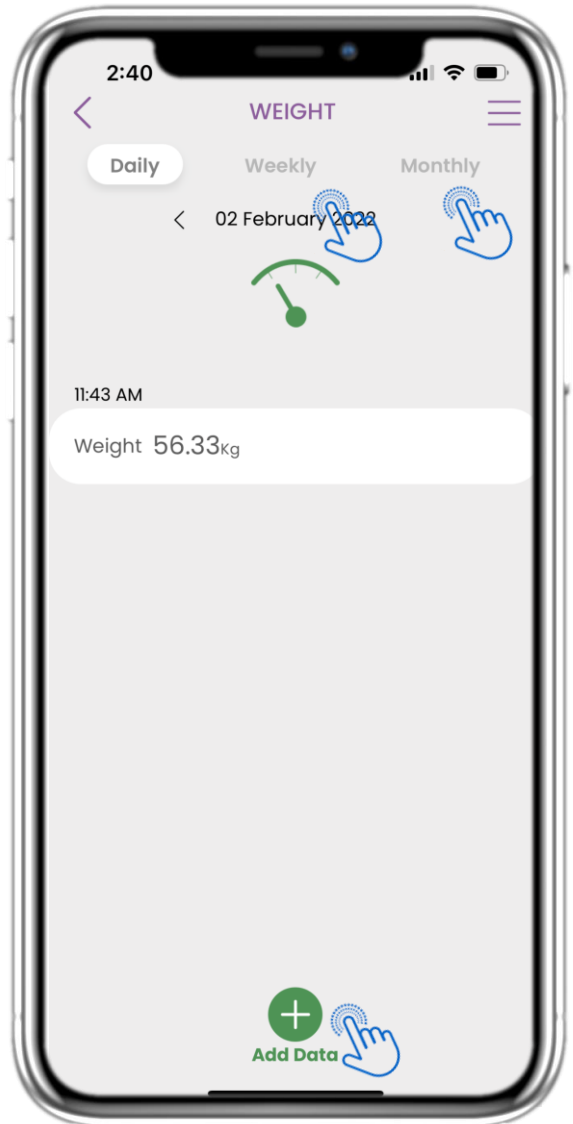 2:40
WEIGHT
Daily Weekly Monthly
02 February 2022
11:43 AM
Weight 56.33Kg
Add Data